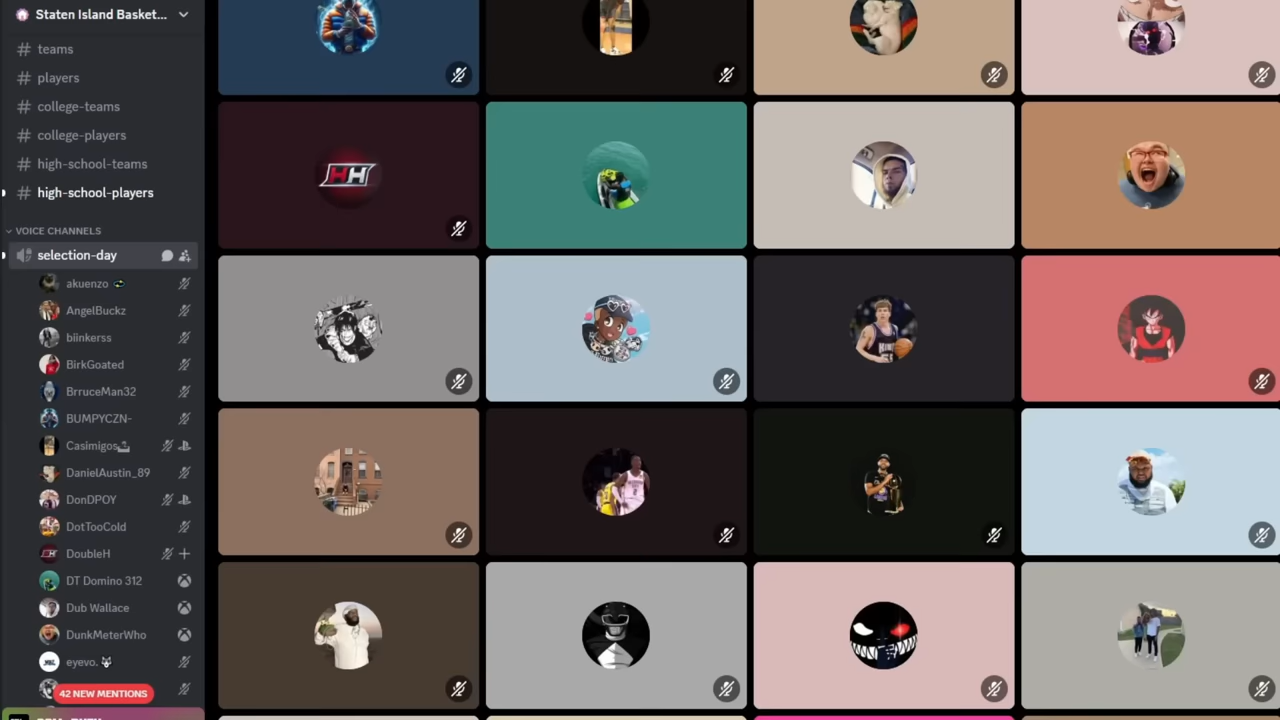 Staten Island Basket...
teams
players
college-teams
college-players
high-school-teams
high-school-players
VOICE CHANNELS
selection-day
akuenzo
AngelBuckz
biinkerss
BirkGoated
BrruceMan32
BUMPYCZN-
Casimigos
DanielAustin_89
DonDPOY
DotTooCold
DoubleH
DT Domino 312
Dub Wallace
DunkMeterWho
eyevo.
42 NEW MENTIONS
HH